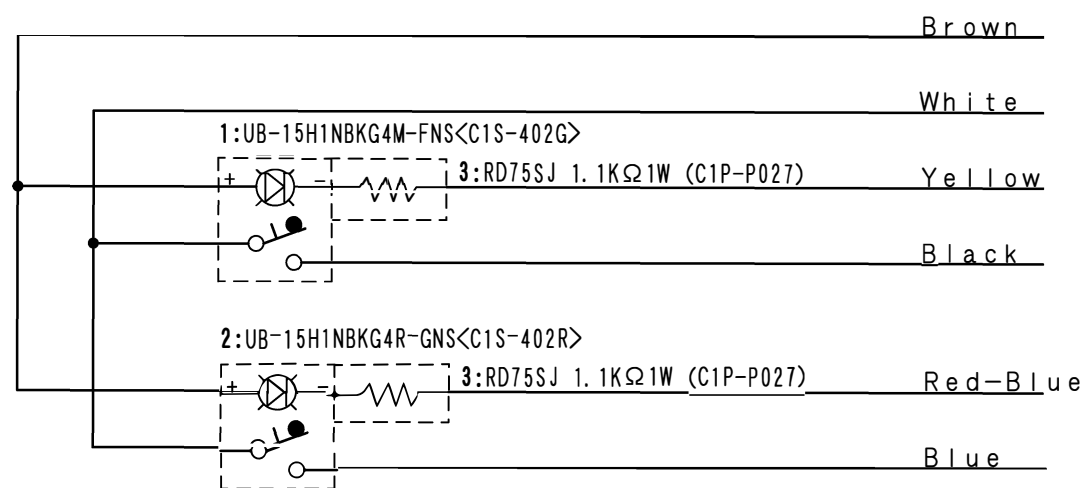 Brown
White
1:UB-15H1NBKG4M-FNS<C1S-402G>
+ -
3:RD75SJ 1.1KΩ1W (C1P-P027)
Yellow
Black
2:UB-15H1NBKG4R-GNS<C1S-402R>
+ -
3:RD75SJ 1.1KΩ1W (C1P-P027)
Red-Blue
Blue